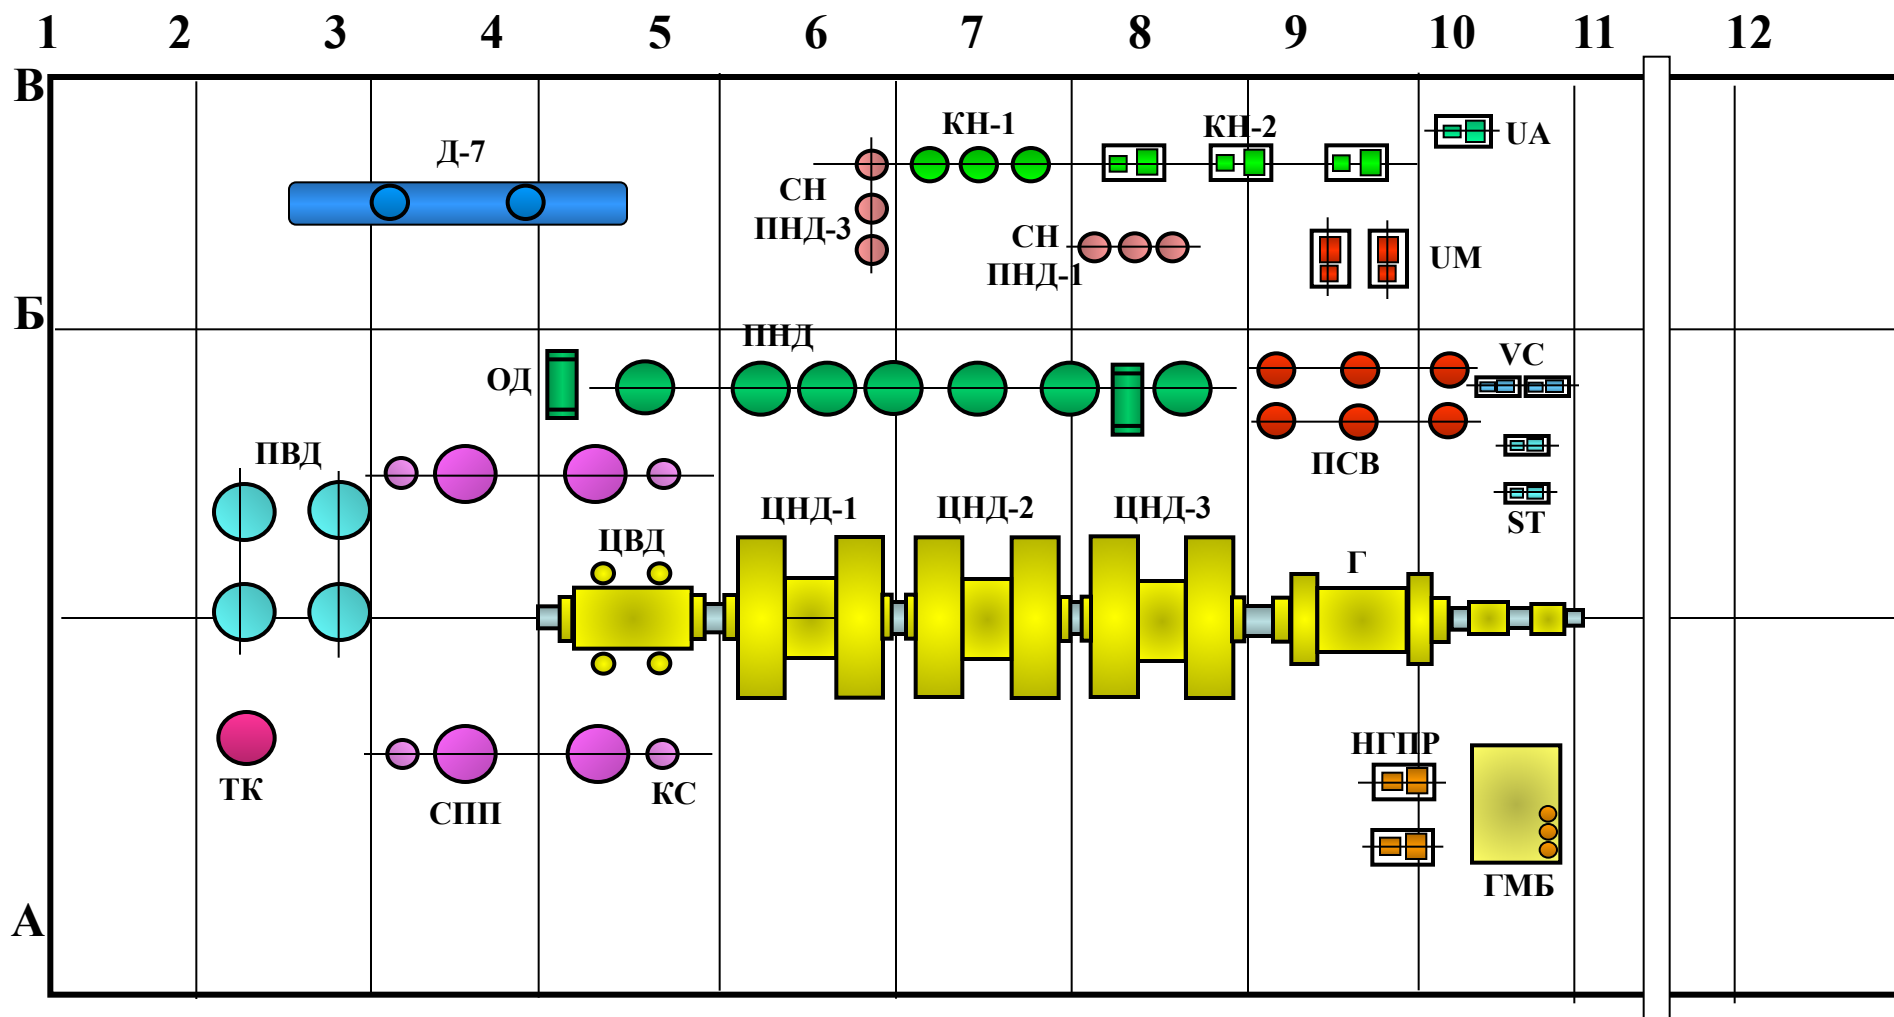 1 2 3 4 5 6 7 8 9 10 11 12
В
Д-7
КН-1
КН-2
UA
СН
ПНД-3
СН
ПНД-1
UM
Б
ПНД
ОД
VC
ПВД
ПСВ
ST
ЦНД-1
ЦНД-2
ЦНД-3
ЦВД
Г
ТК
СПП
КС
НГПР
ГМБ
А